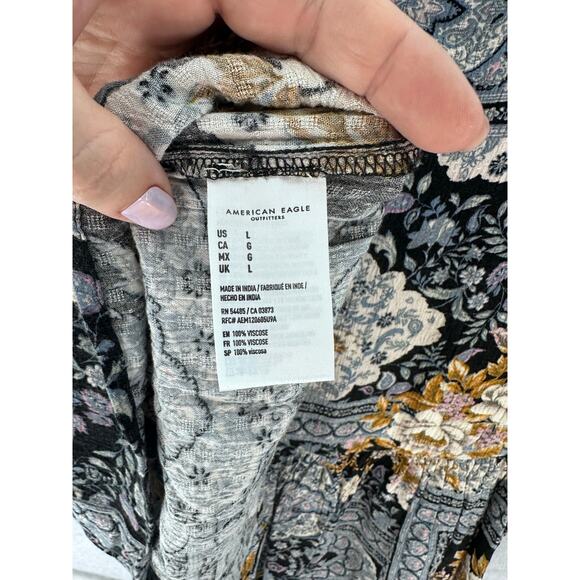 AMERICAN EAGLE
OUTFITTERS
US L
CA G
MX G
UK L
MADE IN INDIA / FABRIQUÉ EN INDE /
HECHO EN INDIA
RN 54485 / CA 03873
RFC# AEM120605U9A
EN 100% VISCOSE
FR 100% VISCOSE
SP 100% viscosa